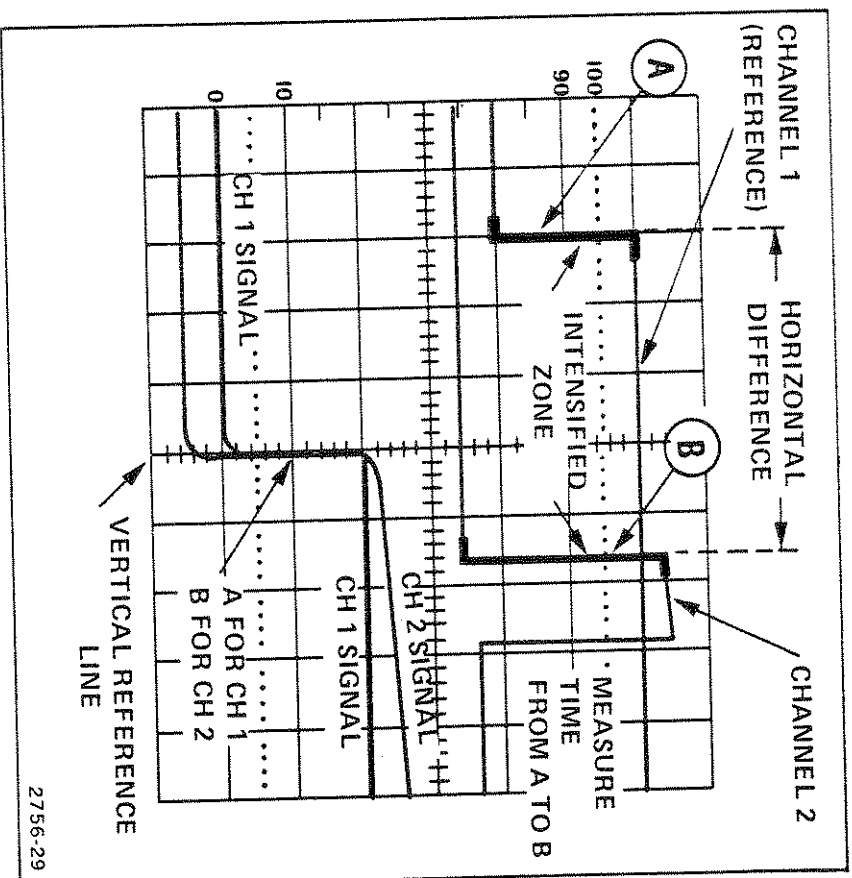 CHANNEL 1
(REFERENCE)
HORIZONTAL
DIFFERENCE
CHANNEL 2
A
B
100
90
10
0
INTENSIFIED
ZONE
MEASURE
TIME
FROM A TO B
CH 1 SIGNAL
CH 2 SIGNAL
CH 1 SIGNAL
A FOR CH 1
B FOR CH 2
VERTICAL REFERENCE
LINE
2756-29